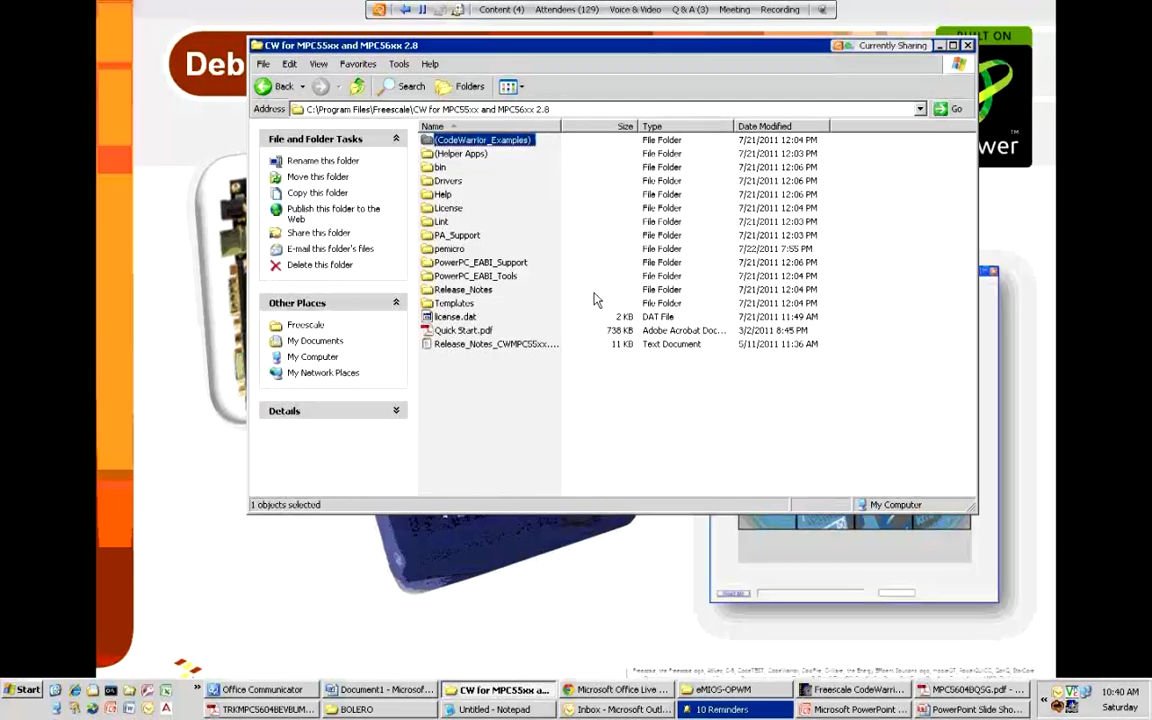 Content (4) Attendees (129) Voice & Video Q & A (3) Meeting Recording
Deb
BUILT ON
wer
CW for MPC55xx and MPC56xx 2.8
Currently Sharing
File Edit View Favorites Tools Help
Back Search Folders
Address C:\Program Files\Freescale\CW for MPC55xx and MPC56xx 2.8 Go
File and Folder Tasks
Rename this folder
Move this folder
Copy this folder
Publish this folder to the
Web
Share this folder
E-mail this folder's files
Delete this folder
Other Places
Freescale
My Documents
My Computer
My Network Places
Details
Name Size Type Date Modified
(CodeWarrior_Examples) File Folder 7/21/2011 12:04 PM
(Helper Apps) File Folder 7/21/2011 12:03 PM
bin File Folder 7/21/2011 12:06 PM
Drivers File Folder 7/21/2011 12:06 PM
Help File Folder 7/21/2011 12:06 PM
License File Folder 7/21/2011 12:04 PM
Lint File Folder 7/21/2011 12:03 PM
PA_Support File Folder 7/21/2011 12:03 PM
pemicro File Folder 7/22/2011 7:55 PM
PowerPC_EABI_Support File Folder 7/21/2011 12:06 PM
PowerPC_EABI_Tools File Folder 7/21/2011 12:04 PM
Release_Notes File Folder 7/21/2011 12:04 PM
Templates File Folder 7/21/2011 12:04 PM
license.dat 2 KB DAT File 7/21/2011 11:49 AM
Quick Start.pdf 738 KB Adobe Acrobat Doc... 3/2/2011 8:45 PM
Release_Notes_CWMPC55xx.... 11 KB Text Document 5/11/2011 11:36 AM
1 objects selected My Computer
Start Office Communicator Document1 - Microsof... CW for MPC55xx a... Microsoft Office Live ... eMIOS-OPWM Freescale CodeWarri... MPC5604BQSG.pdf - ... 10:40 AM
TRKMPC5604BEVBUM... BOLERO Untitled - Notepad Inbox - Microsoft Outl... 10 Reminders Microsoft PowerPoint ... PowerPoint Slide Sho... Saturday